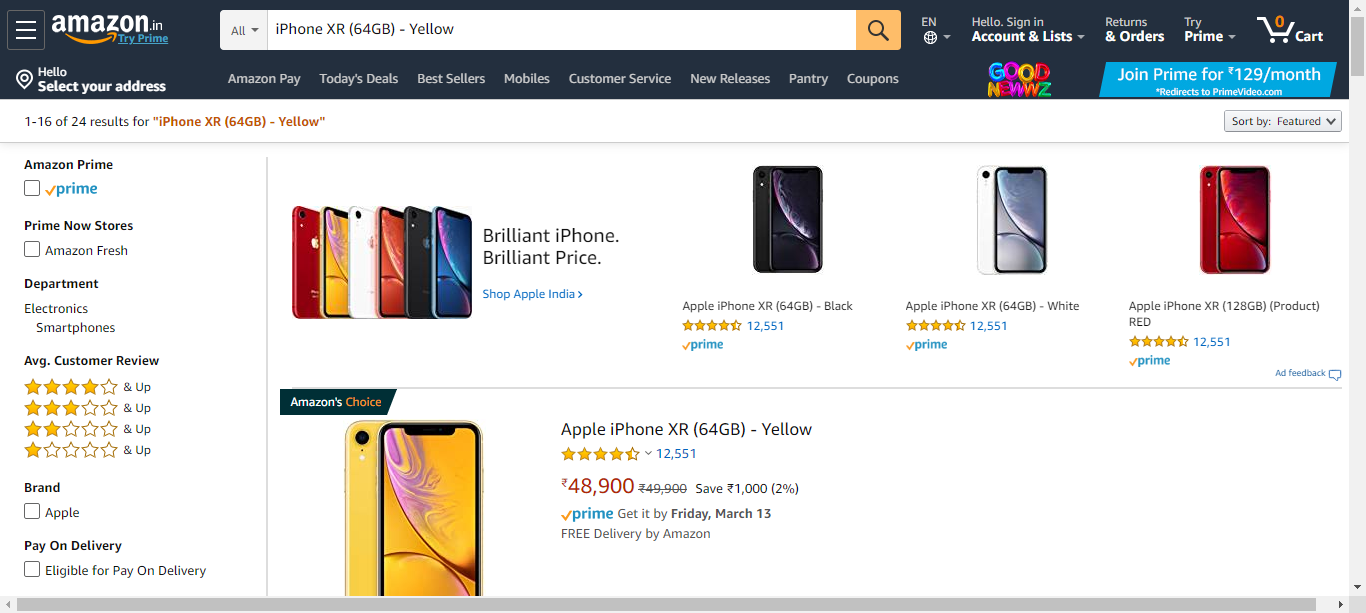 amazon.in
Try Prime
All
iPhone XR (64GB) - Yellow
EN
Hello. Sign in
Account & Lists
Returns
& Orders
Try
Prime
0
Cart
Hello
Select your address
Amazon Pay
Today's Deals
Best Sellers
Mobiles
Customer Service
New Releases
Pantry
Coupons
GOOD
NEWWZ
Join Prime for ₹129/month
*Redirects to PrimeVideo.com
1-16 of 24 results for "iPhone XR (64GB) - Yellow"
Sort by: Featured
Amazon Prime
prime
Prime Now Stores
Amazon Fresh
Department
Electronics
Smartphones
Avg. Customer Review
& Up
& Up
& Up
& Up
Brand
Apple
Pay On Delivery
Eligible for Pay On Delivery
Brilliant iPhone.
Brilliant Price.
Shop Apple India ›
Apple iPhone XR (64GB) - Black
12,551
prime
Apple iPhone XR (64GB) - White
12,551
prime
Apple iPhone XR (128GB) (Product)
RED
12,551
prime
Ad feedback
Amazon's Choice
Apple iPhone XR (64GB) - Yellow
12,551
₹48,900 ₹49,900 Save ₹1,000 (2%)
prime Get it by Friday, March 13
FREE Delivery by Amazon